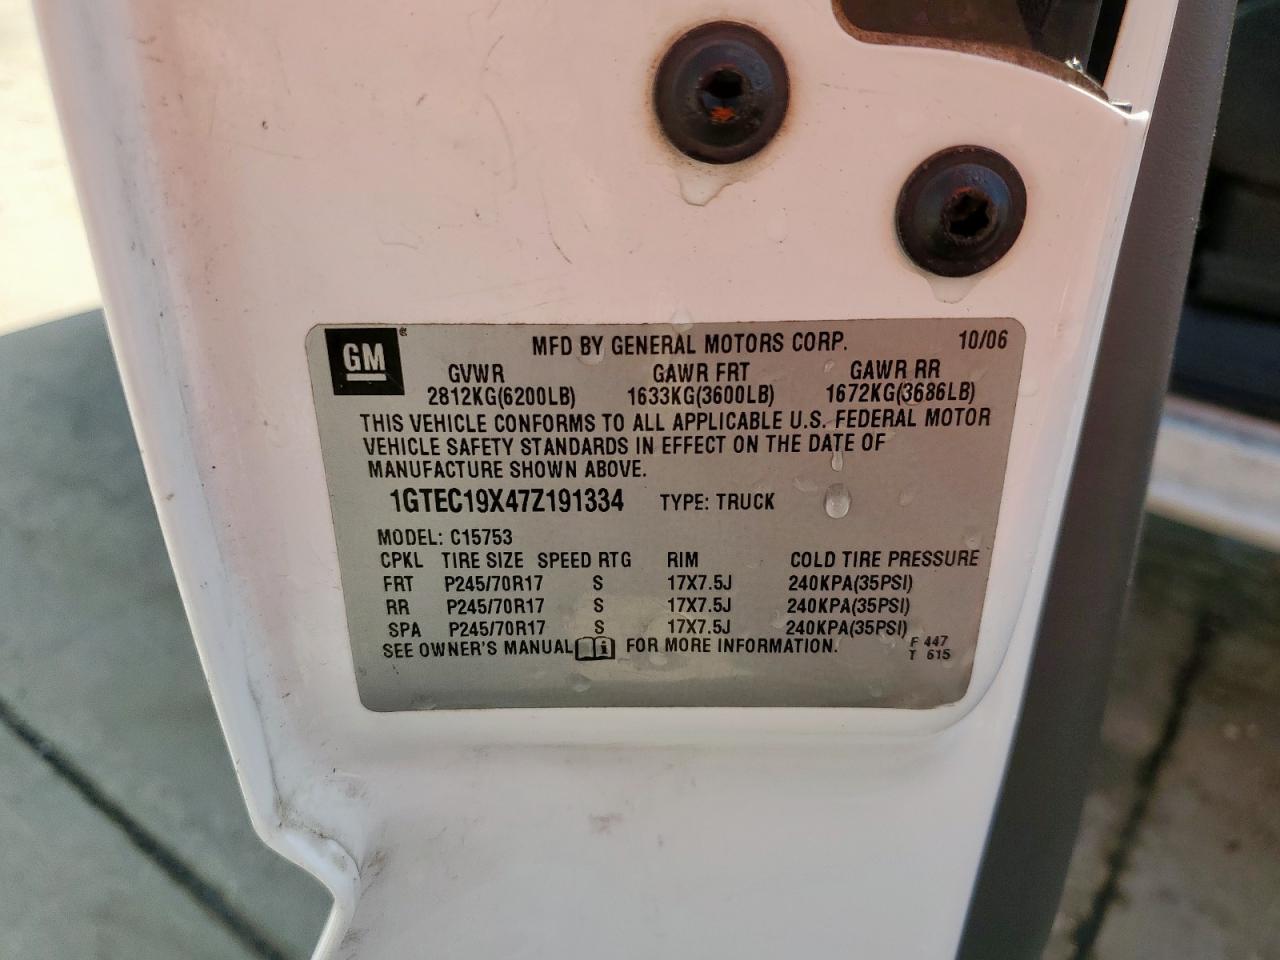 GM
MFD BY GENERAL MOTORS CORP. 10/06
GVWR GAWR FRT GAWR RR
2812KG(6200LB) 1633KG(3600LB) 1672KG(3686LB)
THIS VEHICLE CONFORMS TO ALL APPLICABLE U.S. FEDERAL MOTOR
VEHICLE SAFETY STANDARDS IN EFFECT ON THE DATE OF
MANUFACTURE SHOWN ABOVE.
1GTEC19X47Z191334 TYPE: TRUCK
MODEL: C15753
CPKL TIRE SIZE SPEED RTG RIM COLD TIRE PRESSURE
FRT P245/70R17 S 17X7.5J 240KPA(35PSI)
RR P245/70R17 S 17X7.5J 240KPA(35PSI)
SPA P245/70R17 S 17X7.5J 240KPA(35PSI)
SEE OWNER'S MANUAL i FOR MORE INFORMATION.
F 447
T 615